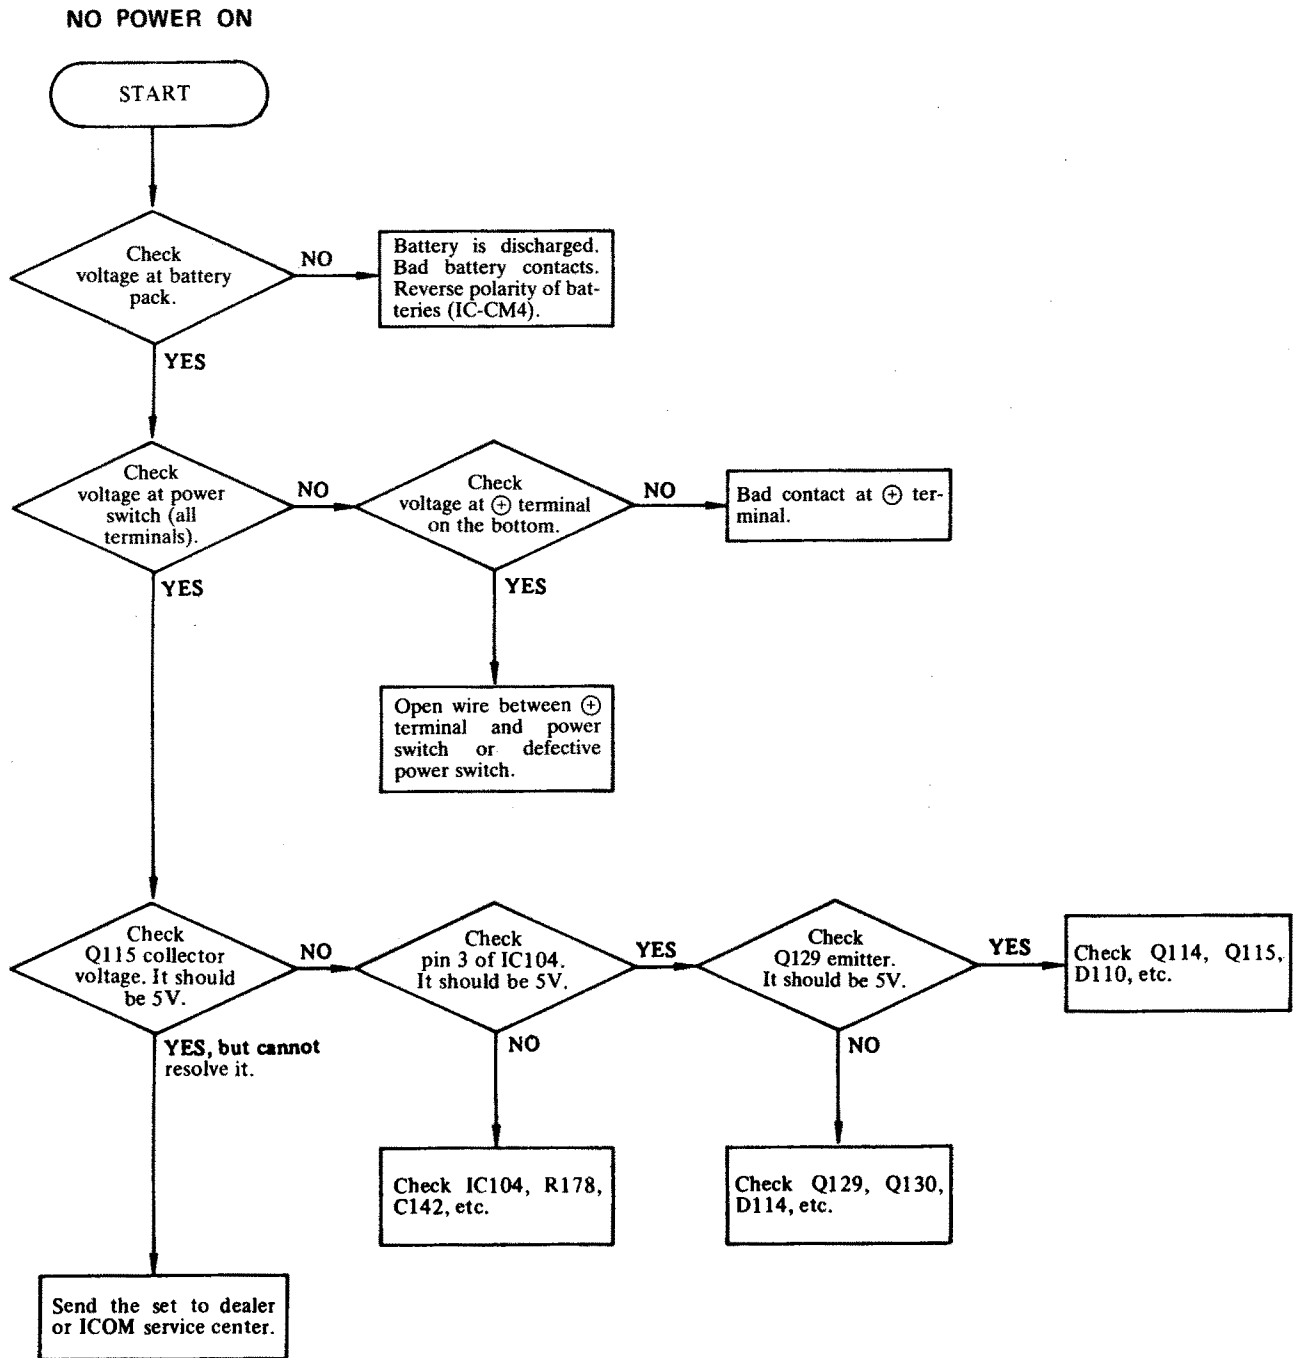 NO POWER ON
START
Check
voltage at battery
pack.
NO
Battery is discharged.
Bad battery contacts.
Reverse polarity of bat-
teries (IC-CM4).
YES
Check
voltage at power
switch (all
terminals).
NO
Check
voltage at ⊕ terminal
on the bottom.
NO
Bad contact at ⊕ ter-
minal.
YES
YES
Open wire between ⊕
terminal and power
switch or defective
power switch.
Check
Q115 collector
voltage. It should
be 5V.
NO
Check
pin 3 of IC104.
It should be 5V.
YES
Check
Q129 emitter.
It should be 5V.
YES
Check Q114, Q115,
D110, etc.
YES, but cannot
resolve it.
NO
NO
Check IC104, R178,
C142, etc.
Check Q129, Q130,
D114, etc.
Send the set to dealer
or ICOM service center.